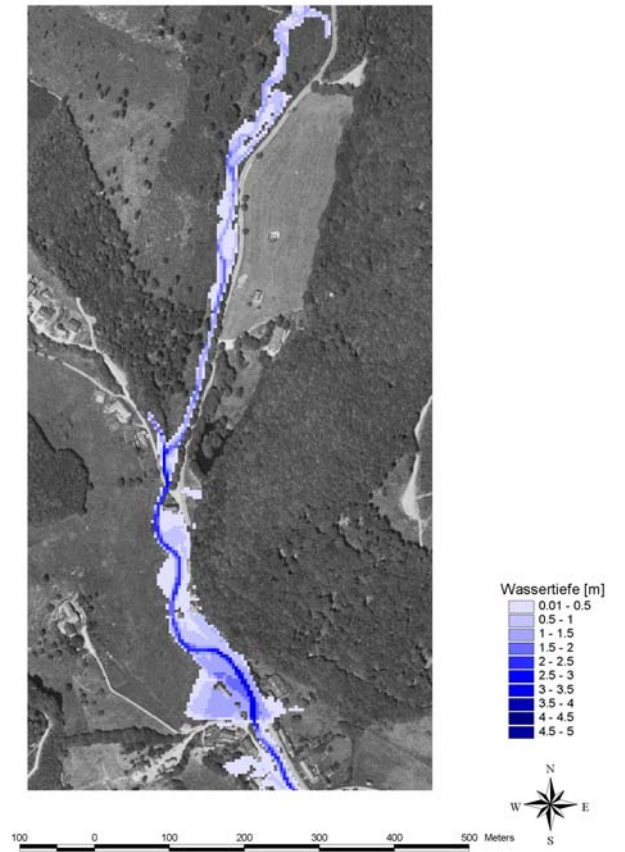 Wassertiefe [m]
0.01 - 0.5
0.5 - 1
1 - 1.5
1.5 - 2
2 - 2.5
2.5 - 3
3 - 3.5
3.5 - 4
4 - 4.5
4.5 - 5
N
W E
S
100 0 100 200 300 400 500 Meters